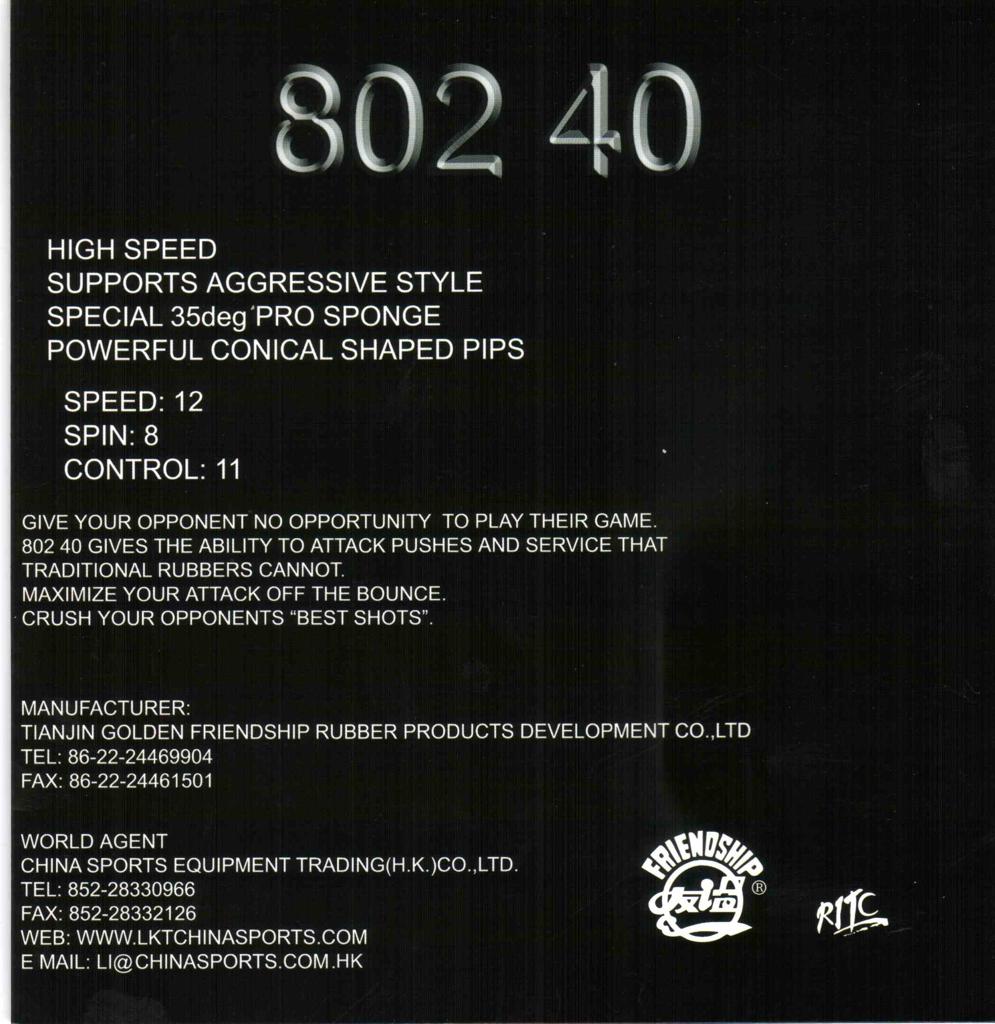 802 40
HIGH SPEED
SUPPORTS AGGRESSIVE STYLE
SPECIAL 35deg PRO SPONGE
POWERFUL CONICAL SHAPED PIPS
SPEED: 12
SPIN: 8
CONTROL: 11
GIVE YOUR OPPONENT NO OPPORTUNITY TO PLAY THEIR GAME.
802 40 GIVES THE ABILITY TO ATTACK PUSHES AND SERVICE THAT
TRADITIONAL RUBBERS CANNOT.
MAXIMIZE YOUR ATTACK OFF THE BOUNCE.
CRUSH YOUR OPPONENTS “BEST SHOTS”.
MANUFACTURER:
TIANJIN GOLDEN FRIENDSHIP RUBBER PRODUCTS DEVELOPMENT CO.,LTD
TEL: 86-22-24469904
FAX: 86-22-24461501
WORLD AGENT
CHINA SPORTS EQUIPMENT TRADING(H.K.)CO.,LTD.
TEL: 852-28330966
FAX: 852-28332126
WEB: WWW.LKTCHINASPORTS.COM
E MAIL: LI@CHINASPORTS.COM.HK
FRIENDSHIP
友谊 ®
RITC